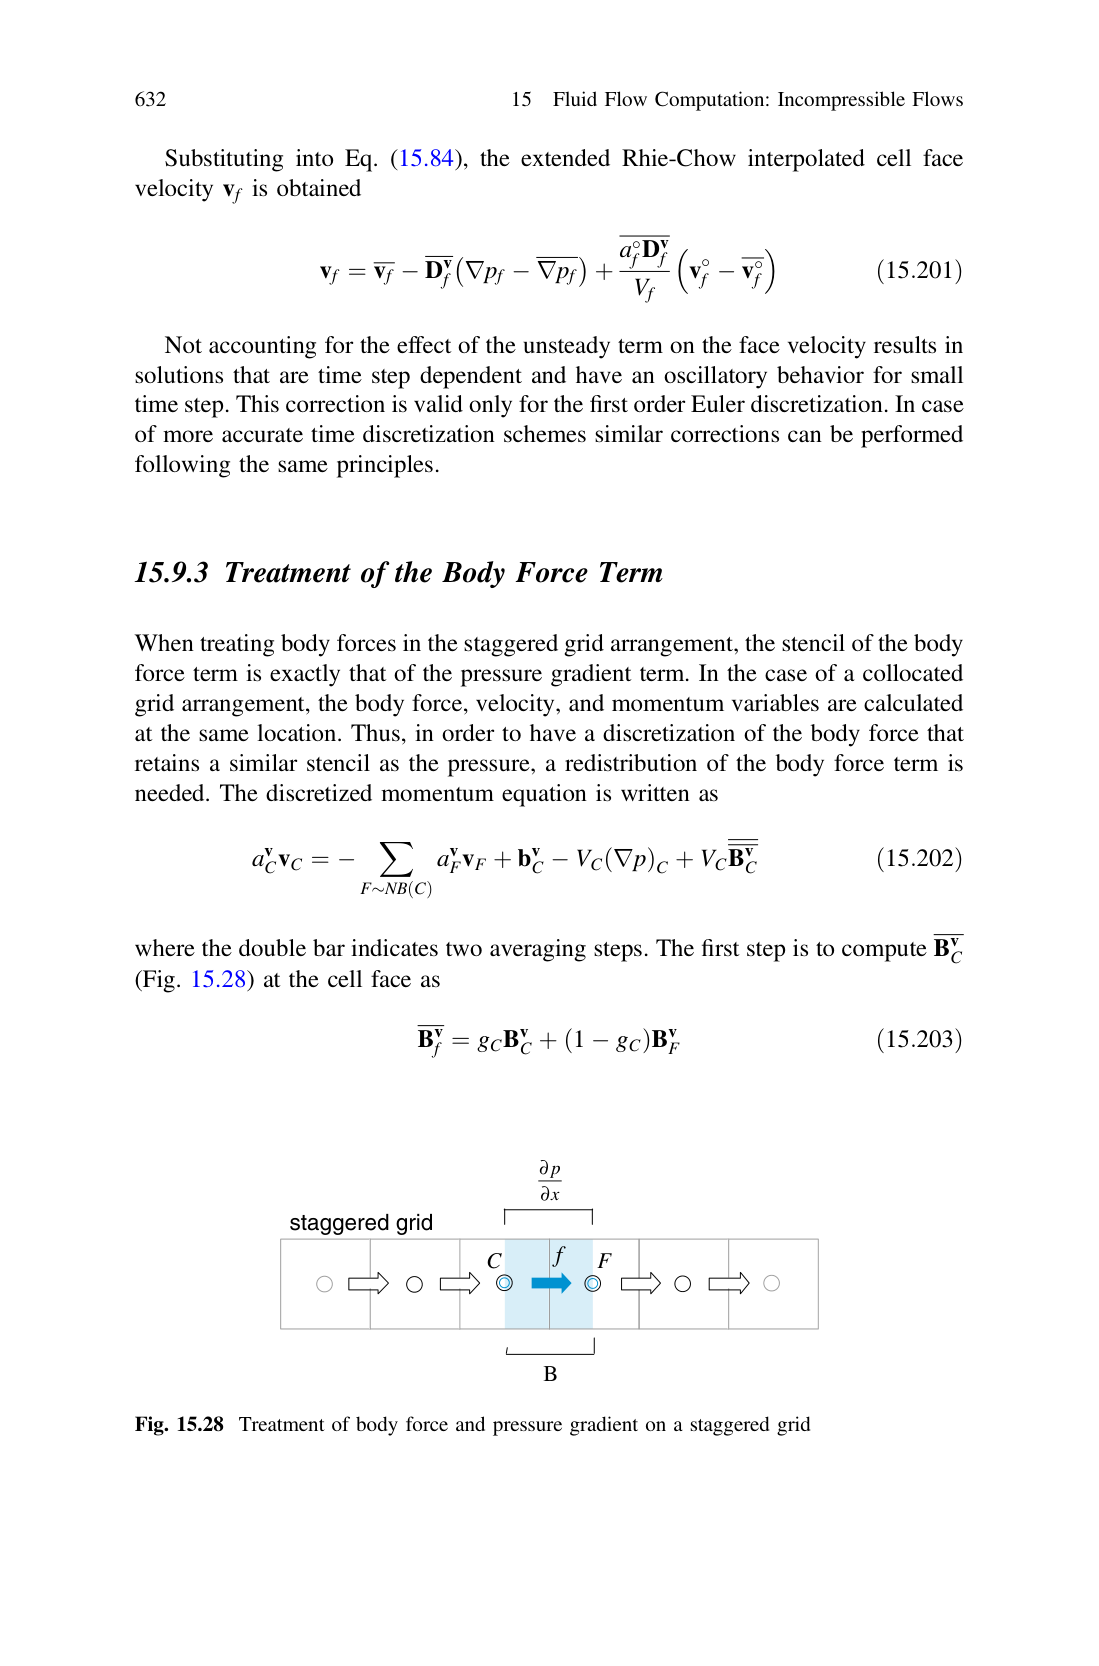 632 15 Fluid Flow Computation: Incompressible Flows
Substituting into Eq. (15.84), the extended Rhie-Chow interpolated cell face
velocity $\mathbf{v}_f$ is obtained
$\mathbf{v}_f = \overline{\mathbf{v}_f} - \overline{\mathbf{D}_f^{\mathbf{v}}}\left(\nabla p_f - \overline{\nabla p_f}\right) + \frac{\overline{a_f^{\circ}\mathbf{D}_f^{\mathbf{v}}}}{V_f}\left(\mathbf{v}_f^{\circ} - \overline{\mathbf{v}_f^{\circ}}\right)$ (15.201)
Not accounting for the effect of the unsteady term on the face velocity results in
solutions that are time step dependent and have an oscillatory behavior for small
time step. This correction is valid only for the first order Euler discretization. In case
of more accurate time discretization schemes similar corrections can be performed
following the same principles.
15.9.3 Treatment of the Body Force Term
When treating body forces in the staggered grid arrangement, the stencil of the body
force term is exactly that of the pressure gradient term. In the case of a collocated
grid arrangement, the body force, velocity, and momentum variables are calculated
at the same location. Thus, in order to have a discretization of the body force that
retains a similar stencil as the pressure, a redistribution of the body force term is
needed. The discretized momentum equation is written as
$a_C^{\mathbf{v}}\mathbf{v}_C = -\sum_{F \sim NB(C)} a_F^{\mathbf{v}}\mathbf{v}_F + \mathbf{b}_C^{\mathbf{v}} - V_C(\nabla p)_C + V_C\overline{\overline{\mathbf{B}_C^{\mathbf{v}}}}$ (15.202)
where the double bar indicates two averaging steps. The first step is to compute $\overline{\mathbf{B}_C^{\mathbf{v}}}$
(Fig. 15.28) at the cell face as
$\overline{\mathbf{B}_f^{\mathbf{v}}} = g_C\mathbf{B}_C^{\mathbf{v}} + (1 - g_C)\mathbf{B}_F^{\mathbf{v}}$ (15.203)
$\frac{\partial p}{\partial x}$
staggered grid
C f F
B
Fig. 15.28 Treatment of body force and pressure gradient on a staggered grid